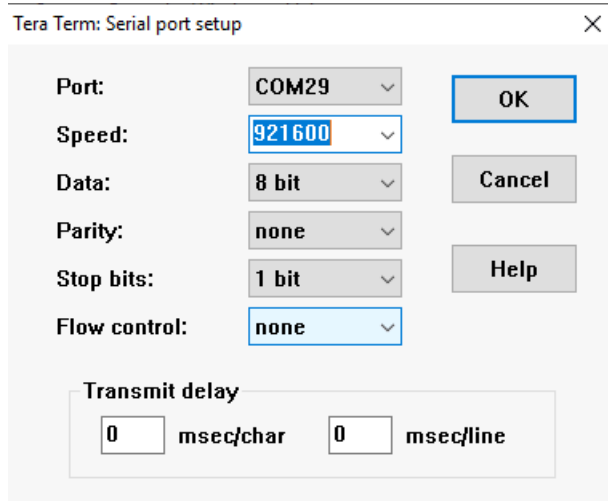 Tera Term: Serial port setup
Port: COM29 OK
Speed: 921600
Data: 8 bit Cancel
Parity: none
Stop bits: 1 bit Help
Flow control: none
Transmit delay
0 msec/char 0 msec/line